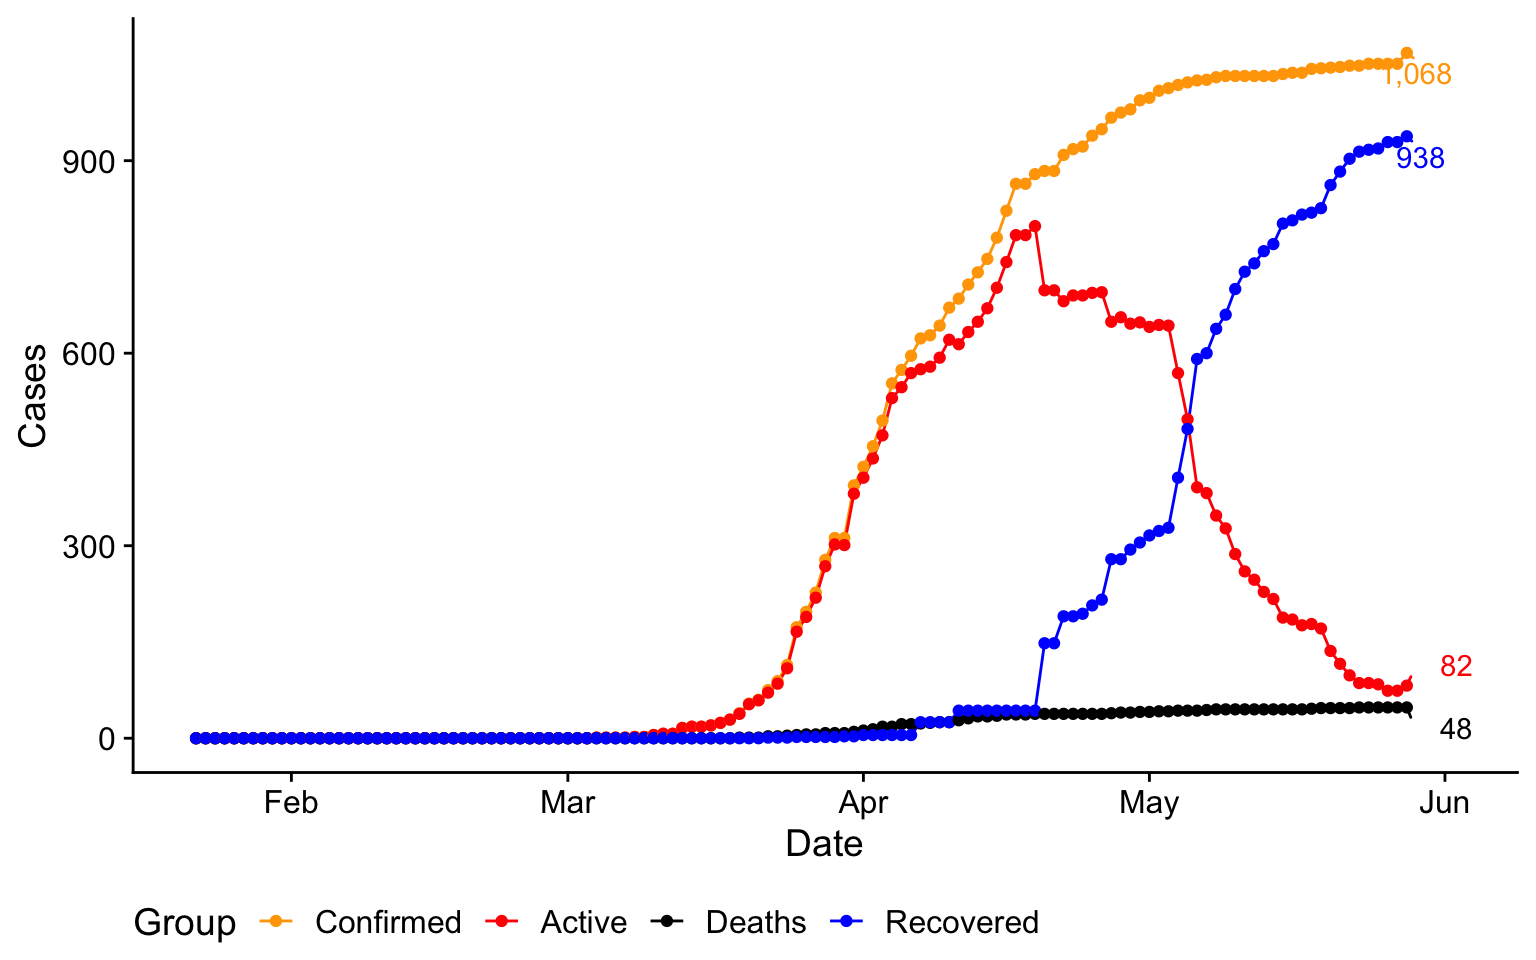 1,068
938
900
600
300
0
82
48
Cases
Feb Mar Apr May Jun
Date
Group Confirmed Active Deaths Recovered